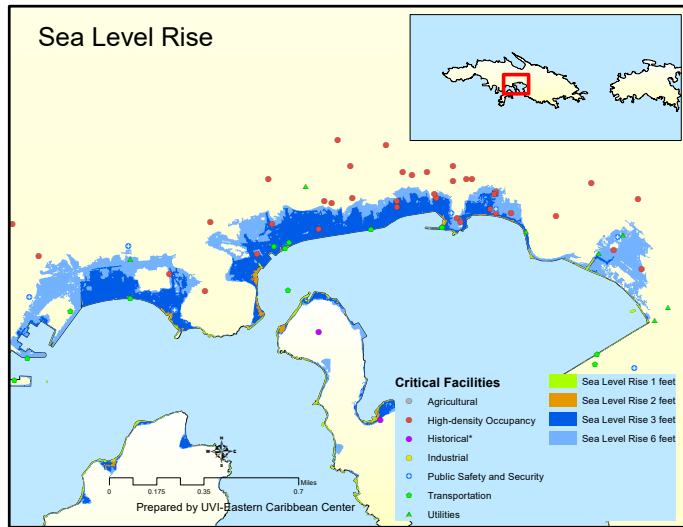 Sea Level Rise
Critical Facilities
Agricultural
High-density Occupancy
Historical*
Industrial
Public Safety and Security
Transportation
Utilities
Sea Level Rise 1 feet
Sea Level Rise 2 feet
Sea Level Rise 3 feet
Sea Level Rise 6 feet
Miles
0 0.175 0.35 0.7
Prepared by UVI-Eastern Caribbean Center